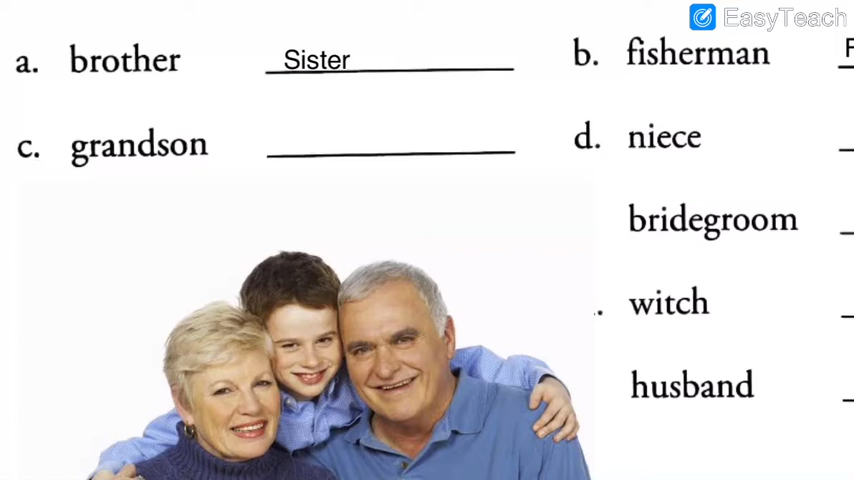 EasyTeach
a. brother Sister b. fisherman F
c. grandson d. niece
bridegroom
. witch
husband